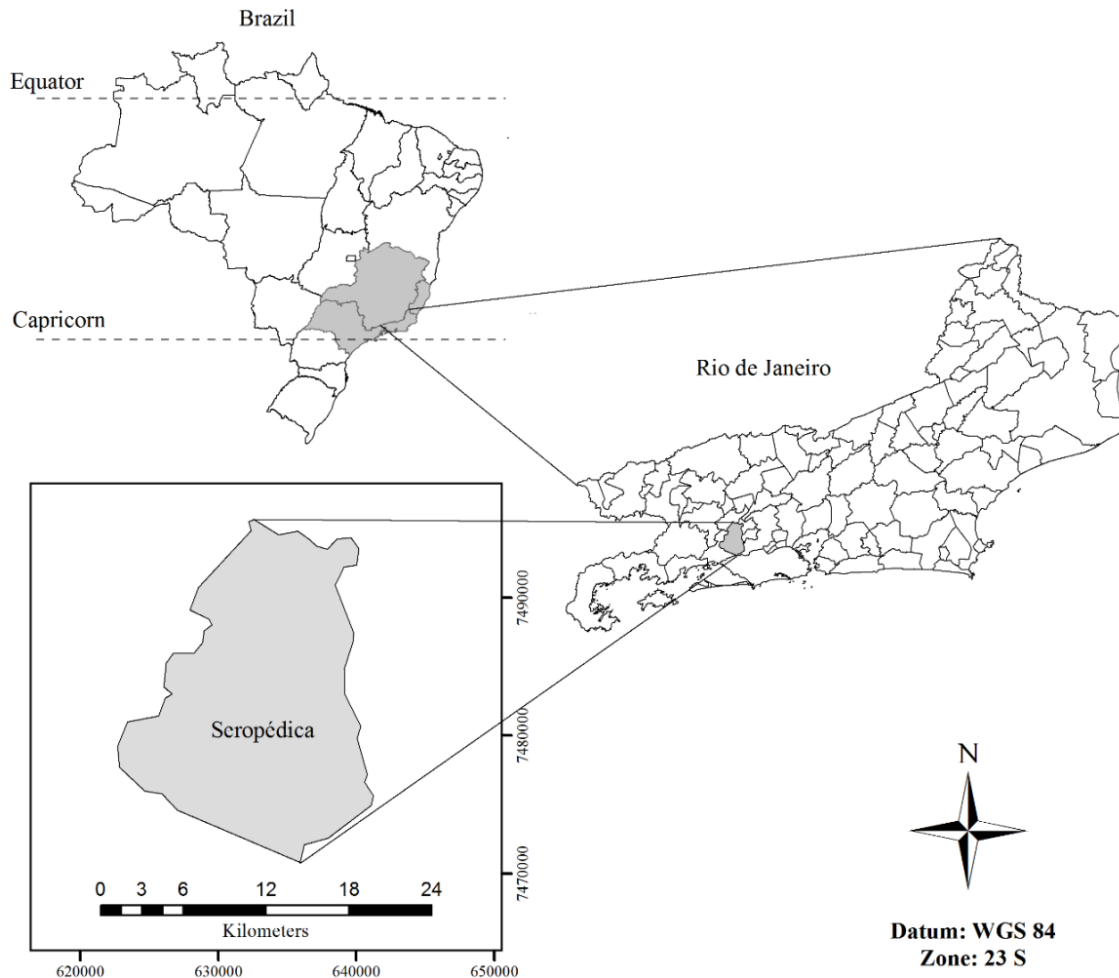 Brazil
Equator
Capricorn
Rio de Janeiro
Seropédica
0 3 6 12 18 24
Kilometers
7490000
7480000
7470000
620000 630000 640000 650000
N
Datum: WGS 84
Zone: 23 S